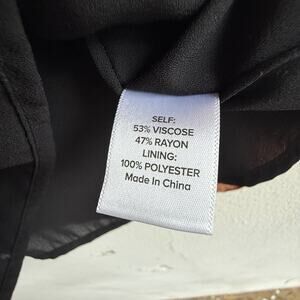 SELF:
53% VISCOSE
47% RAYON
LINING:
100% POLYESTER
Made In China